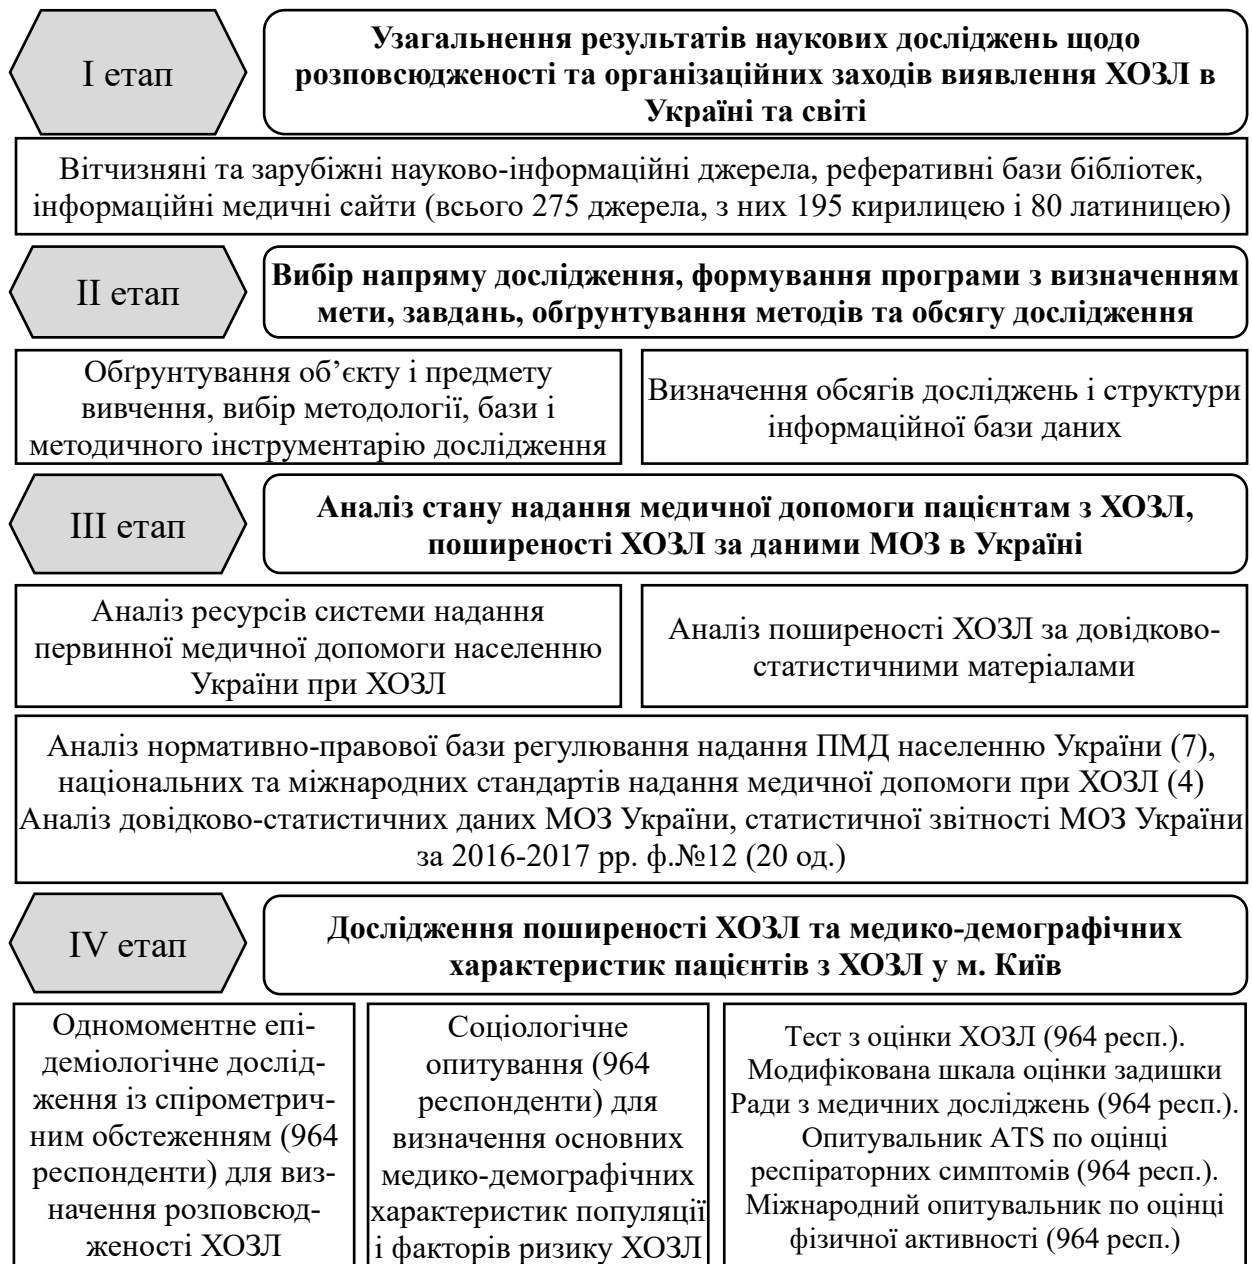 І етап
Узагальнення результатів наукових досліджень щодо
розповсюдженості та організаційних заходів виявлення ХОЗЛ в
Україні та світі
Вітчизняні та зарубіжні науково-інформаційні джерела, реферативні бази бібліотек,
інформаційні медичні сайти (всього 275 джерела, з них 195 кирилицею і 80 латиницею)
ІІ етап
Вибір напряму дослідження, формування програми з визначенням
мети, завдань, обґрунтування методів та обсягу дослідження
Обґрунтування об’єкту і предмету
вивчення, вибір методології, бази і
методичного інструментарію дослідження
Визначення обсягів досліджень і структури
інформаційної бази даних
ІІІ етап
Аналіз стану надання медичної допомоги пацієнтам з ХОЗЛ,
поширеності ХОЗЛ за даними МОЗ в Україні
Аналіз ресурсів системи надання
первинної медичної допомоги населенню
України при ХОЗЛ
Аналіз поширеності ХОЗЛ за довідково-
статистичними матеріалами
Аналіз нормативно-правової бази регулювання надання ПМД населенню України (7),
національних та міжнародних стандартів надання медичної допомоги при ХОЗЛ (4)
Аналіз довідково-статистичних даних МОЗ України, статистичної звітності МОЗ України
за 2016-2017 рр. ф.№12 (20 од.)
IV етап
Дослідження поширеності ХОЗЛ та медико-демографічних
характеристик пацієнтів з ХОЗЛ у м. Київ
Одномоментне епі-
деміологічне дослід-
ження із спірометрич-
ним обстеженням (964
респонденти) для виз-
начення розповсюд-
женості ХОЗЛ
Соціологічне
опитування (964
респонденти) для
визначення основних
медико-демографічних
характеристик популяції
і факторів ризику ХОЗЛ
Тест з оцінки ХОЗЛ (964 респ.).
Модифікована шкала оцінки задишки
Ради з медичних досліджень (964 респ.).
Опитувальник ATS по оцінці
респіраторних симптомів (964 респ.).
Міжнародний опитувальник по оцінці
фізичної активності (964 респ.)